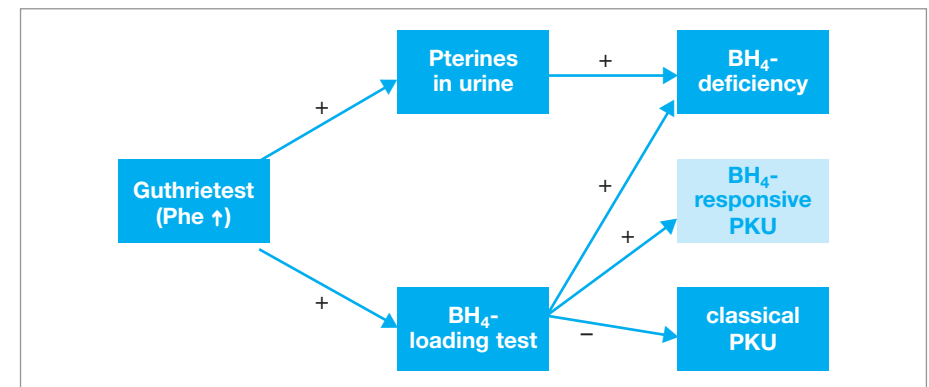 Pterines
in urine
+
BH₄-
deficiency
+
Guthrietest
(Phe ↑)
+
BH₄-
responsive
PKU
+
+
BH₄-
loading test
–
classical
PKU